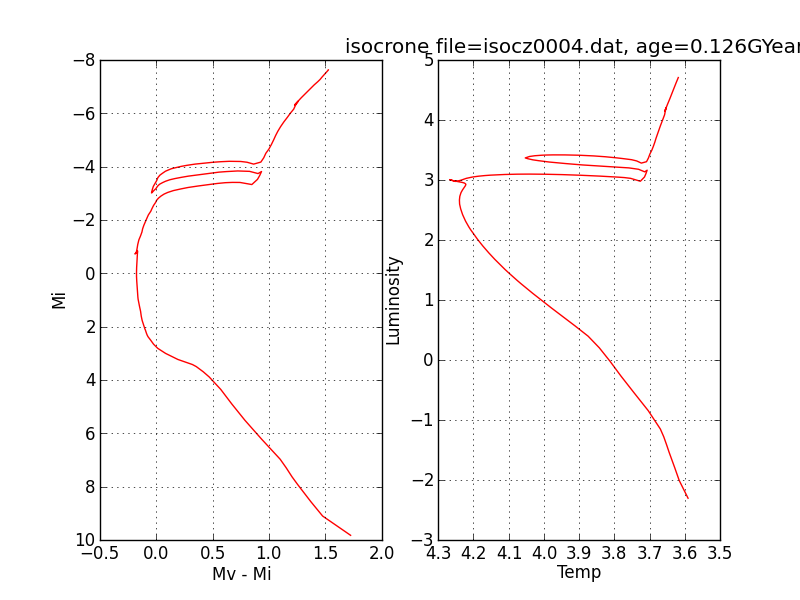 isocrone file=isocz0004.dat, age=0.126GYear
−8
−6
−4
−2
0
2
4
6
8
10
−0.5 0.0 0.5 1.0 1.5 2.0
Mi
Mv - Mi
5
4
3
2
1
0
−1
−2
−3
4.3 4.2 4.1 4.0 3.9 3.8 3.7 3.6 3.5
Luminosity
Temp